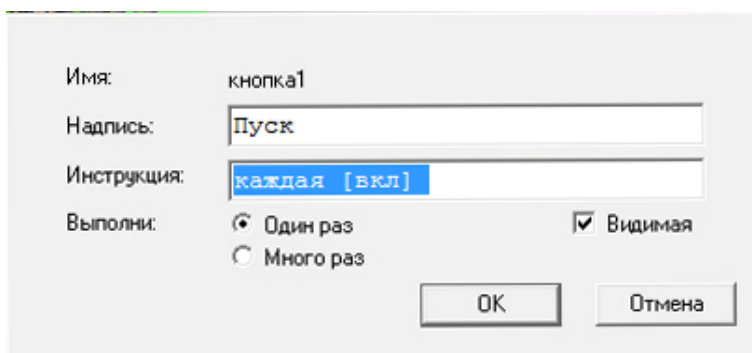 Имя: кнопка1
Надпись: Пуск
Инструкция: каждая [вкл]
Выполни: Один раз Видимая
Много раз
OK Отмена